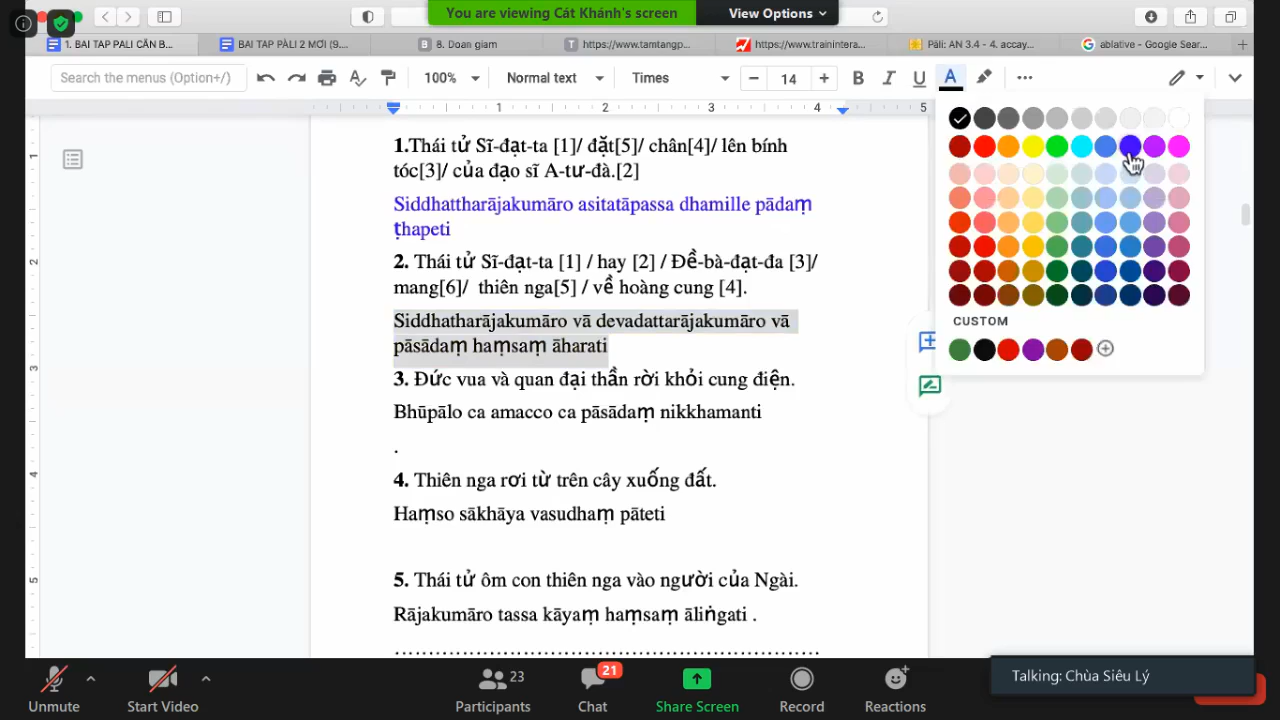 You are viewing Cát Khánh's screen
View Options
1. BAI TAP PALI CĂN B...
BAI TAP PÀLI 2 MỚI (9....
B 8. Doan giam
T https://www.tamtangp...
https://www.trainintera...
Pāli: AN 3.4 - 4. accay...
ablative - Google Sear...
Search the menus (Option+/)
100%
Normal text
Times
14
B I U A
1 2 3 4 5
1.Thái tử Sĩ-đạt-ta [1]/ đặt[5]/ chân[4]/ lên bính
tóc[3]/ của đạo sĩ A-tư-đà.[2]
Siddhattharājakumāro asitatāpassa dhamille pādaṃ
ṭhapeti
2. Thái tử Sĩ-đạt-ta [1] / hay [2] / Đề-bà-đạt-đa [3]/
mang[6]/ thiên nga[5] / về hoàng cung [4].
Siddhatharājakumāro vā devadattarājakumāro vā
pāsādaṃ haṃsaṃ āharati
3. Đức vua và quan đại thần rời khỏi cung điện.
Bhūpālo ca amacco ca pāsādaṃ nikkhamanti
.
4. Thiên nga rơi từ trên cây xuống đất.
Haṃso sākhāya vasudhaṃ pāteti
5. Thái tử ôm con thiên nga vào người của Ngài.
Rājakumāro tassa kāyaṃ haṃsaṃ āliṅgati .
..............................................................
1
2
3
4
5
CUSTOM
Talking: Chùa Siêu Lý
23
21
Unmute
Start Video
Participants
Chat
Share Screen
Record
Reactions